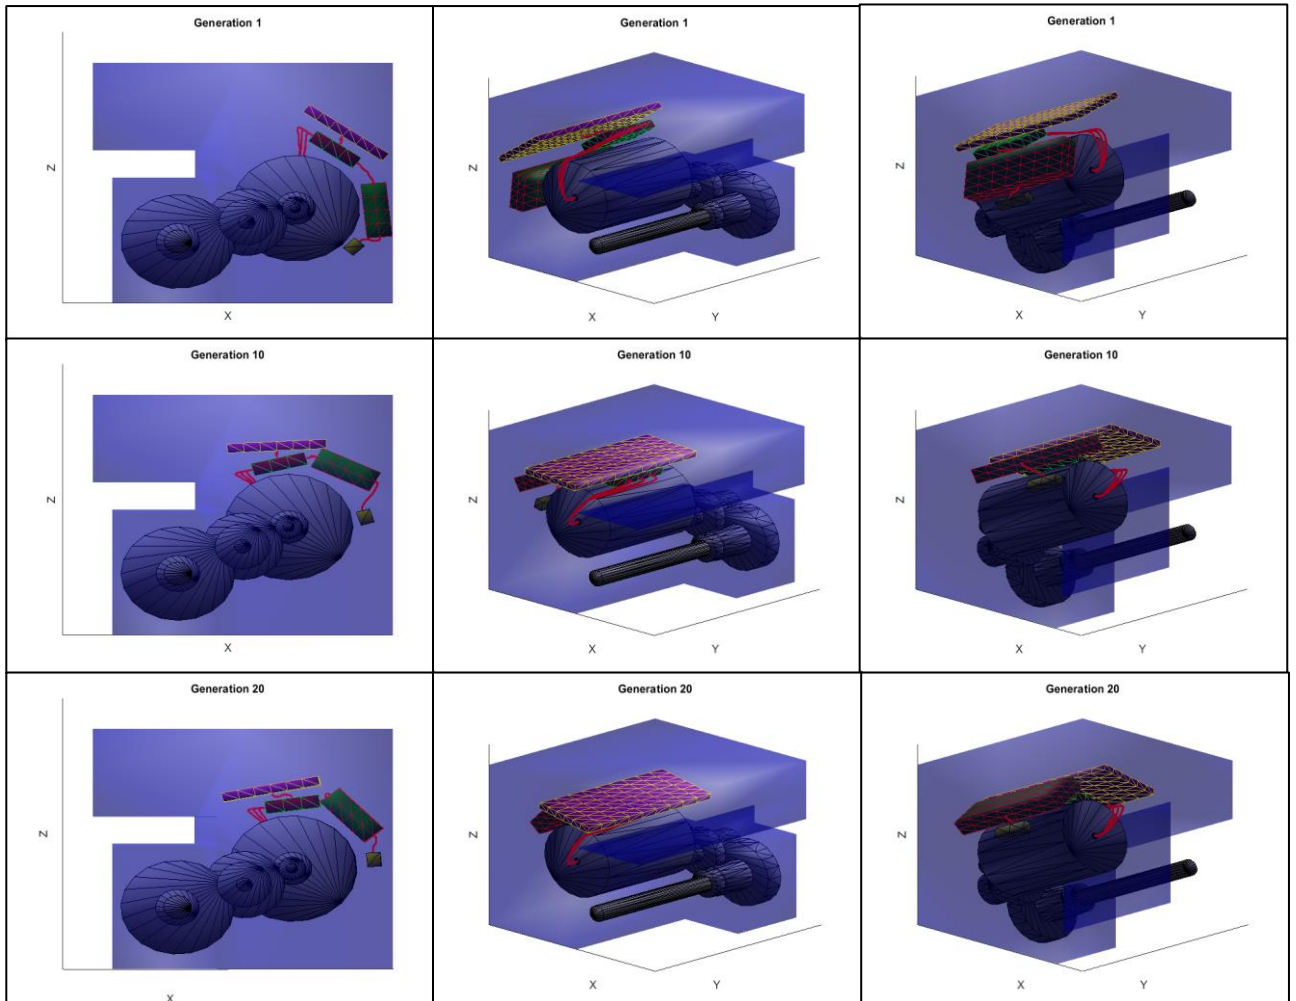 Generation 1
Generation 1
Generation 1
Z
Z
Z
X
X
Y
X
Y
Generation 10
Generation 10
Generation 10
Z
Z
Z
X
X
Y
X
Y
Generation 20
Generation 20
Generation 20
Z
Z
Z
X
X
Y
X
Y